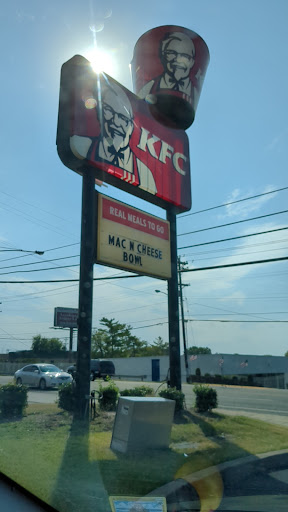 KFC
REAL MEALS TO GO
MAC N CHEESE
BOWL